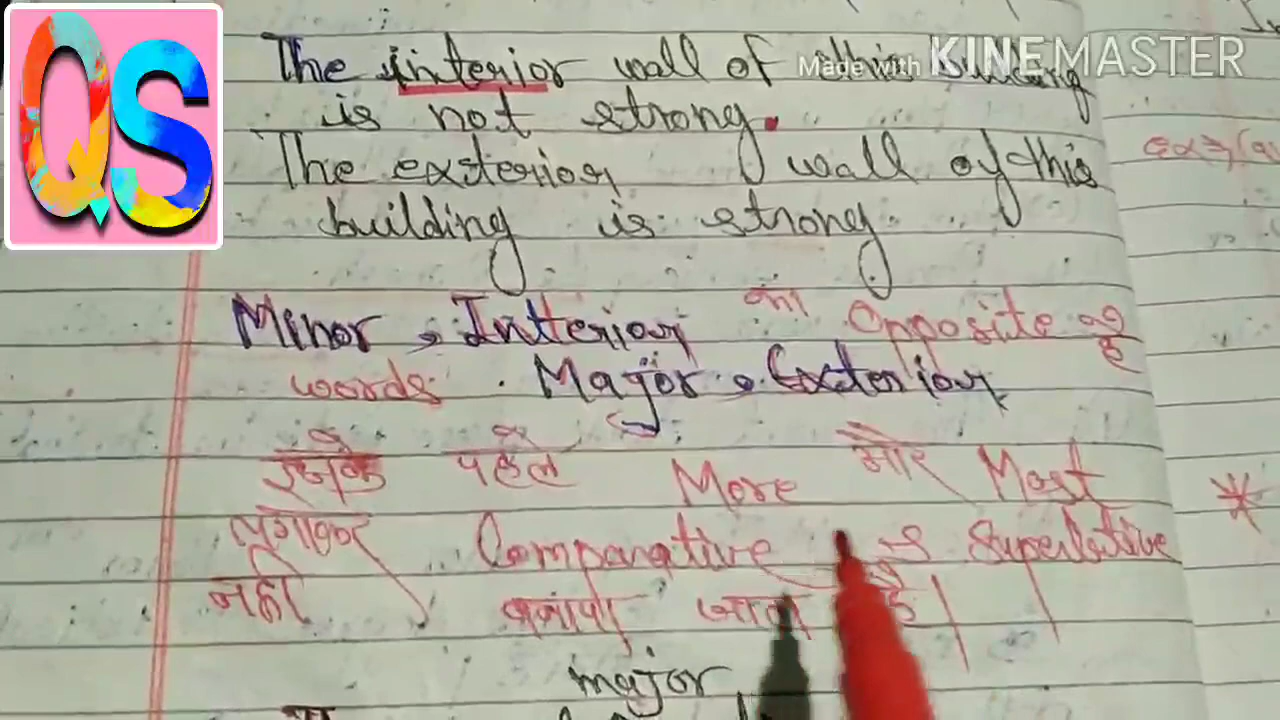 QS
Made with KINEMASTER
The interior wall of this building
is not strong.
The exterior wall of this
building is strong.
Minor, Interior का Opposite
words Major, Exterior
इनके पहले More और Most
लगाकर Comparative Superlative
नहीं बनाया जाता है।
major